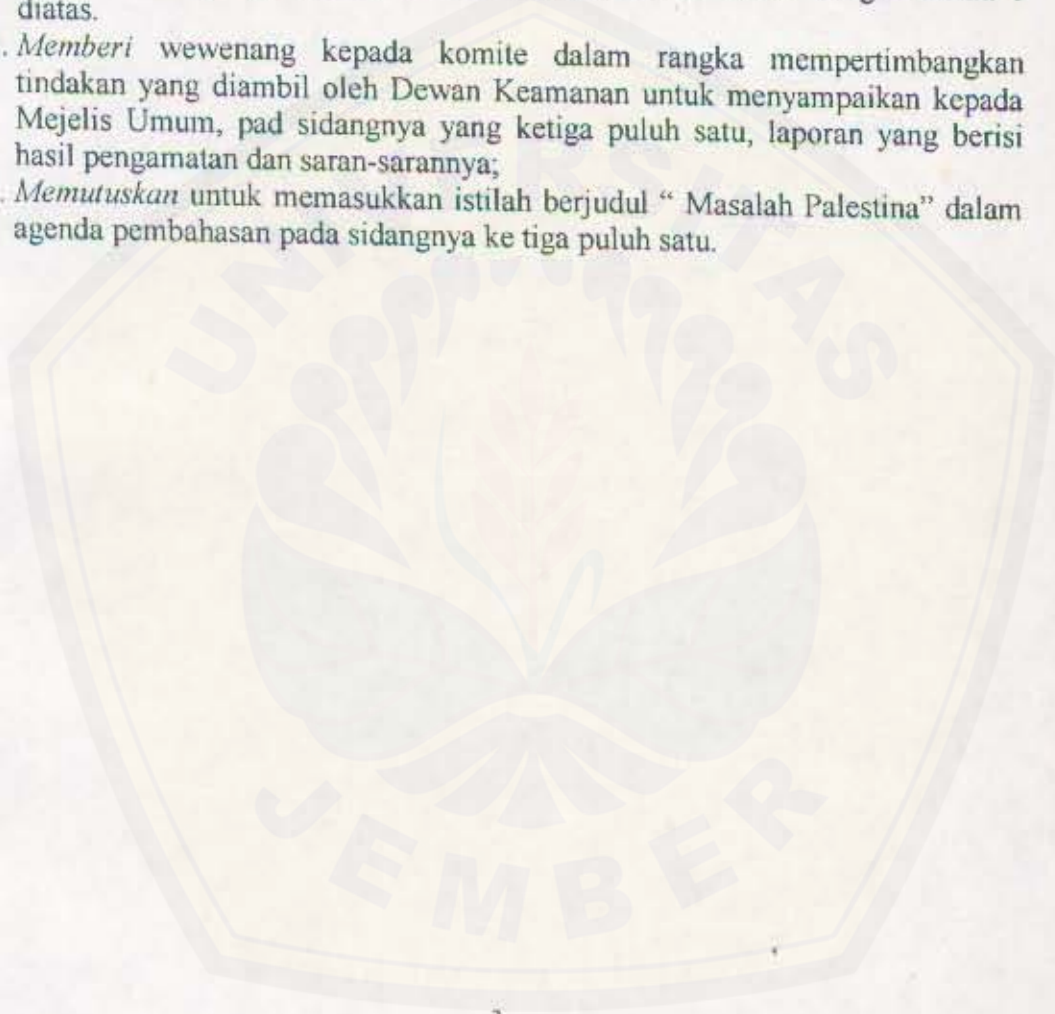 diatas.
. Memberi wewenang kepada komite dalam rangka mempertimbangkan
tindakan yang diambil oleh Dewan Keamanan untuk menyampaikan kepada
Mejelis Umum, pad sidangnya yang ketiga puluh satu, laporan yang berisi
hasil pengamatan dan saran-sarannya;
. Memutuskan untuk memasukkan istilah berjudul “ Masalah Palestina” dalam
agenda pembahasan pada sidangnya ke tiga puluh satu.
UNIVERSITAS
JEMBER